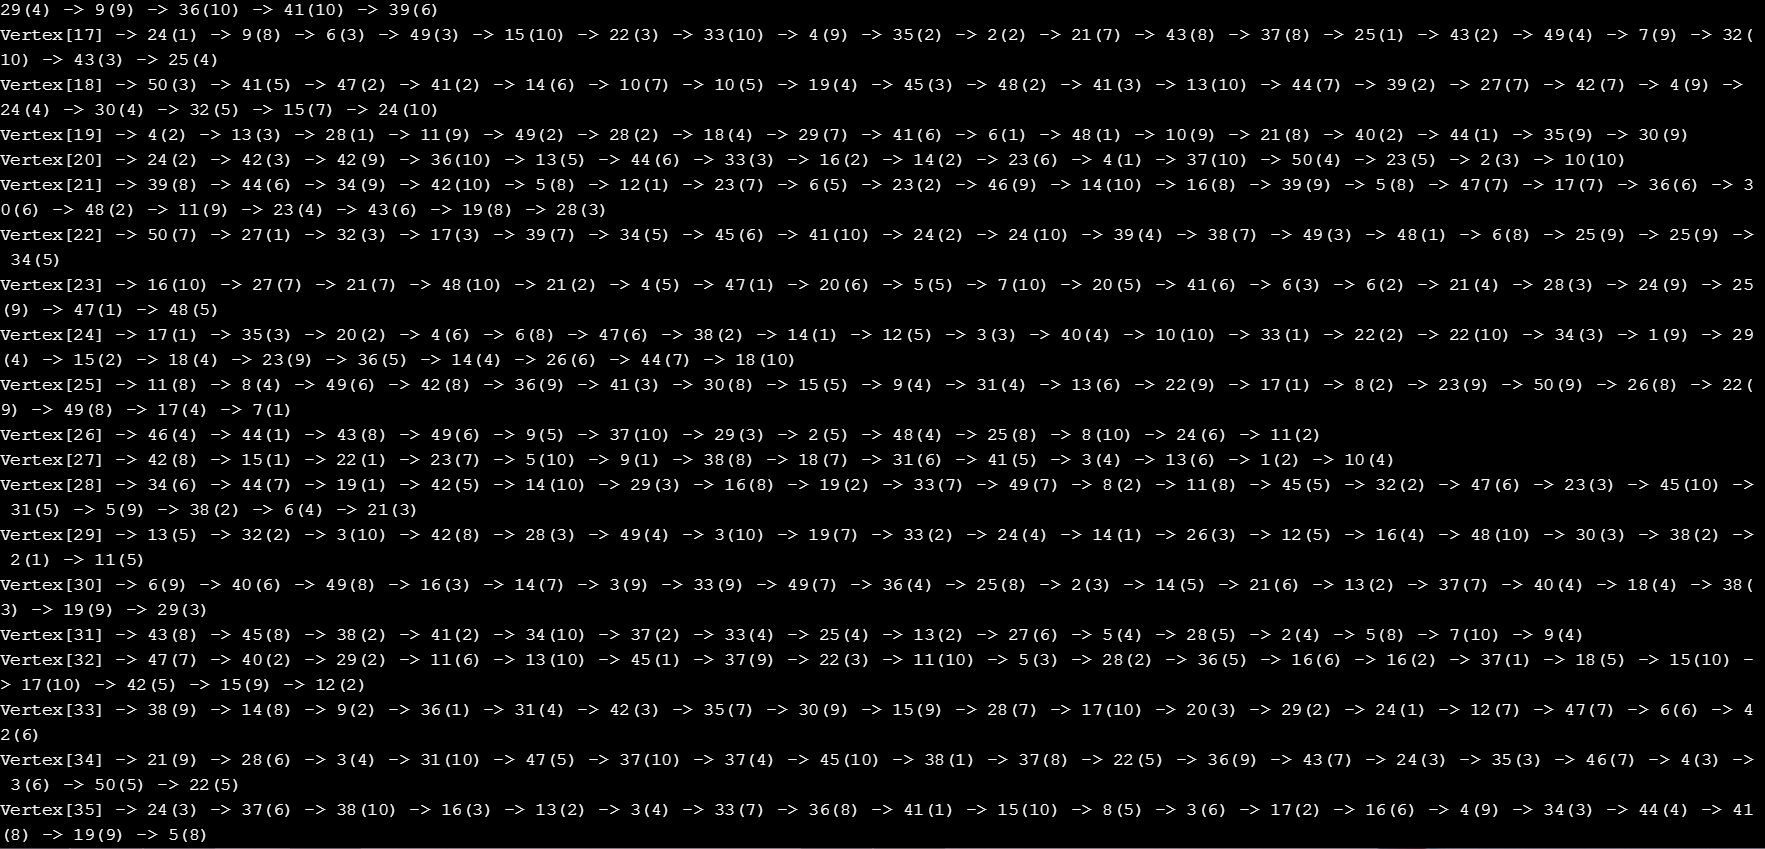 29(4) -> 9(9) -> 36(10) -> 41(10) -> 39(6)
Vertex[17] -> 24(1) -> 9(8) -> 6(3) -> 49(3) -> 15(10) -> 22(3) -> 33(10) -> 4(9) -> 35(2) -> 2(2) -> 21(7) -> 43(8) -> 37(8) -> 25(1) -> 43(2) -> 49(4) -> 7(9) -> 32(
10) -> 43(3) -> 25(4)
Vertex[18] -> 50(3) -> 41(5) -> 47(2) -> 41(2) -> 14(6) -> 10(7) -> 10(5) -> 19(4) -> 45(3) -> 48(2) -> 41(3) -> 13(10) -> 44(7) -> 39(2) -> 27(7) -> 42(7) -> 4(9) ->
24(4) -> 30(4) -> 32(5) -> 15(7) -> 24(10)
Vertex[19] -> 4(2) -> 13(3) -> 28(1) -> 11(9) -> 49(2) -> 28(2) -> 18(4) -> 29(7) -> 41(6) -> 6(1) -> 48(1) -> 10(9) -> 21(8) -> 40(2) -> 44(1) -> 35(9) -> 30(9)
Vertex[20] -> 24(2) -> 42(3) -> 42(9) -> 36(10) -> 13(5) -> 44(6) -> 33(3) -> 16(2) -> 14(2) -> 23(6) -> 4(1) -> 37(10) -> 50(4) -> 23(5) -> 2(3) -> 10(10)
Vertex[21] -> 39(8) -> 44(6) -> 34(9) -> 42(10) -> 5(8) -> 12(1) -> 23(7) -> 6(5) -> 23(2) -> 46(9) -> 14(10) -> 16(8) -> 39(9) -> 5(8) -> 47(7) -> 17(7) -> 36(6) -> 3
0(6) -> 48(2) -> 11(9) -> 23(4) -> 43(6) -> 19(8) -> 28(3)
Vertex[22] -> 50(7) -> 27(1) -> 32(3) -> 17(3) -> 39(7) -> 34(5) -> 45(6) -> 41(10) -> 24(2) -> 24(10) -> 39(4) -> 38(7) -> 49(3) -> 48(1) -> 6(8) -> 25(9) -> 25(9) ->
34(5)
Vertex[23] -> 16(10) -> 27(7) -> 21(7) -> 48(10) -> 21(2) -> 4(5) -> 47(1) -> 20(6) -> 5(5) -> 7(10) -> 20(5) -> 41(6) -> 6(3) -> 6(2) -> 21(4) -> 28(3) -> 24(9) -> 25
(9) -> 47(1) -> 48(5)
Vertex[24] -> 17(1) -> 35(3) -> 20(2) -> 4(6) -> 6(8) -> 47(6) -> 38(2) -> 14(1) -> 12(5) -> 3(3) -> 40(4) -> 10(10) -> 33(1) -> 22(2) -> 22(10) -> 34(3) -> 1(9) -> 29
(4) -> 15(2) -> 18(4) -> 23(9) -> 36(5) -> 14(4) -> 26(6) -> 44(7) -> 18(10)
Vertex[25] -> 11(8) -> 8(4) -> 49(6) -> 42(8) -> 36(9) -> 41(3) -> 30(8) -> 15(5) -> 9(4) -> 31(4) -> 13(6) -> 22(9) -> 17(1) -> 8(2) -> 23(9) -> 50(9) -> 26(8) -> 22(
9) -> 49(8) -> 17(4) -> 7(1)
Vertex[26] -> 46(4) -> 44(1) -> 43(8) -> 49(6) -> 9(5) -> 37(10) -> 29(3) -> 2(5) -> 48(4) -> 25(8) -> 8(10) -> 24(6) -> 11(2)
Vertex[27] -> 42(8) -> 15(1) -> 22(1) -> 23(7) -> 5(10) -> 9(1) -> 38(8) -> 18(7) -> 31(6) -> 41(5) -> 3(4) -> 13(6) -> 1(2) -> 10(4)
Vertex[28] -> 34(6) -> 44(7) -> 19(1) -> 42(5) -> 14(10) -> 29(3) -> 16(8) -> 19(2) -> 33(7) -> 49(7) -> 8(2) -> 11(8) -> 45(5) -> 32(2) -> 47(6) -> 23(3) -> 45(10) ->
31(5) -> 5(9) -> 38(2) -> 6(4) -> 21(3)
Vertex[29] -> 13(5) -> 32(2) -> 3(10) -> 42(8) -> 28(3) -> 49(4) -> 3(10) -> 19(7) -> 33(2) -> 24(4) -> 14(1) -> 26(3) -> 12(5) -> 16(4) -> 48(10) -> 30(3) -> 38(2) ->
2(1) -> 11(5)
Vertex[30] -> 6(9) -> 40(6) -> 49(8) -> 16(3) -> 14(7) -> 3(9) -> 33(9) -> 49(7) -> 36(4) -> 25(8) -> 2(3) -> 14(5) -> 21(6) -> 13(2) -> 37(7) -> 40(4) -> 18(4) -> 38(
3) -> 19(9) -> 29(3)
Vertex[31] -> 43(8) -> 45(8) -> 38(2) -> 41(2) -> 34(10) -> 37(2) -> 33(4) -> 25(4) -> 13(2) -> 27(6) -> 5(4) -> 28(5) -> 2(4) -> 5(8) -> 7(10) -> 9(4)
Vertex[32] -> 47(7) -> 40(2) -> 29(2) -> 11(6) -> 13(10) -> 45(1) -> 37(9) -> 22(3) -> 11(10) -> 5(3) -> 28(2) -> 36(5) -> 16(6) -> 16(2) -> 37(1) -> 18(5) -> 15(10) -
> 17(10) -> 42(5) -> 15(9) -> 12(2)
Vertex[33] -> 38(9) -> 14(8) -> 9(2) -> 36(1) -> 31(4) -> 42(3) -> 35(7) -> 30(9) -> 15(9) -> 28(7) -> 17(10) -> 20(3) -> 29(2) -> 24(1) -> 12(7) -> 47(7) -> 6(6) -> 4
2(6)
Vertex[34] -> 21(9) -> 28(6) -> 3(4) -> 31(10) -> 47(5) -> 37(10) -> 37(4) -> 45(10) -> 38(1) -> 37(8) -> 22(5) -> 36(9) -> 43(7) -> 24(3) -> 35(3) -> 46(7) -> 4(3) ->
3(6) -> 50(5) -> 22(5)
Vertex[35] -> 24(3) -> 37(6) -> 38(10) -> 16(3) -> 13(2) -> 3(4) -> 33(7) -> 36(8) -> 41(1) -> 15(10) -> 8(5) -> 3(6) -> 17(2) -> 16(6) -> 4(9) -> 34(3) -> 44(4) -> 41
(8) -> 19(9) -> 5(8)